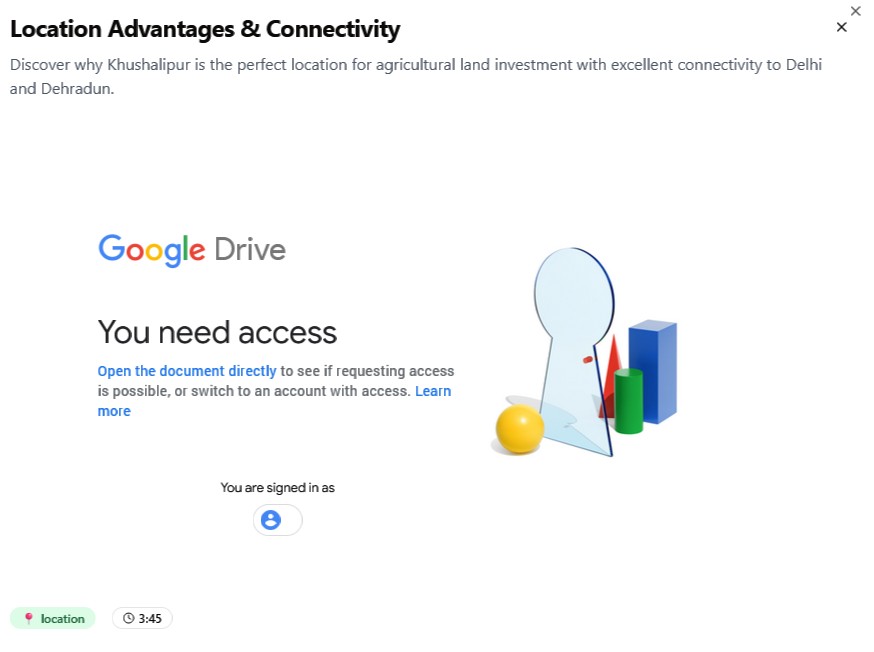 Location Advantages & Connectivity
Discover why Khushalipur is the perfect location for agricultural land investment with excellent connectivity to Delhi
and Dehradun.
Google Drive
You need access
Open the document directly to see if requesting access
is possible, or switch to an account with access. Learn
more
You are signed in as
location
3:45